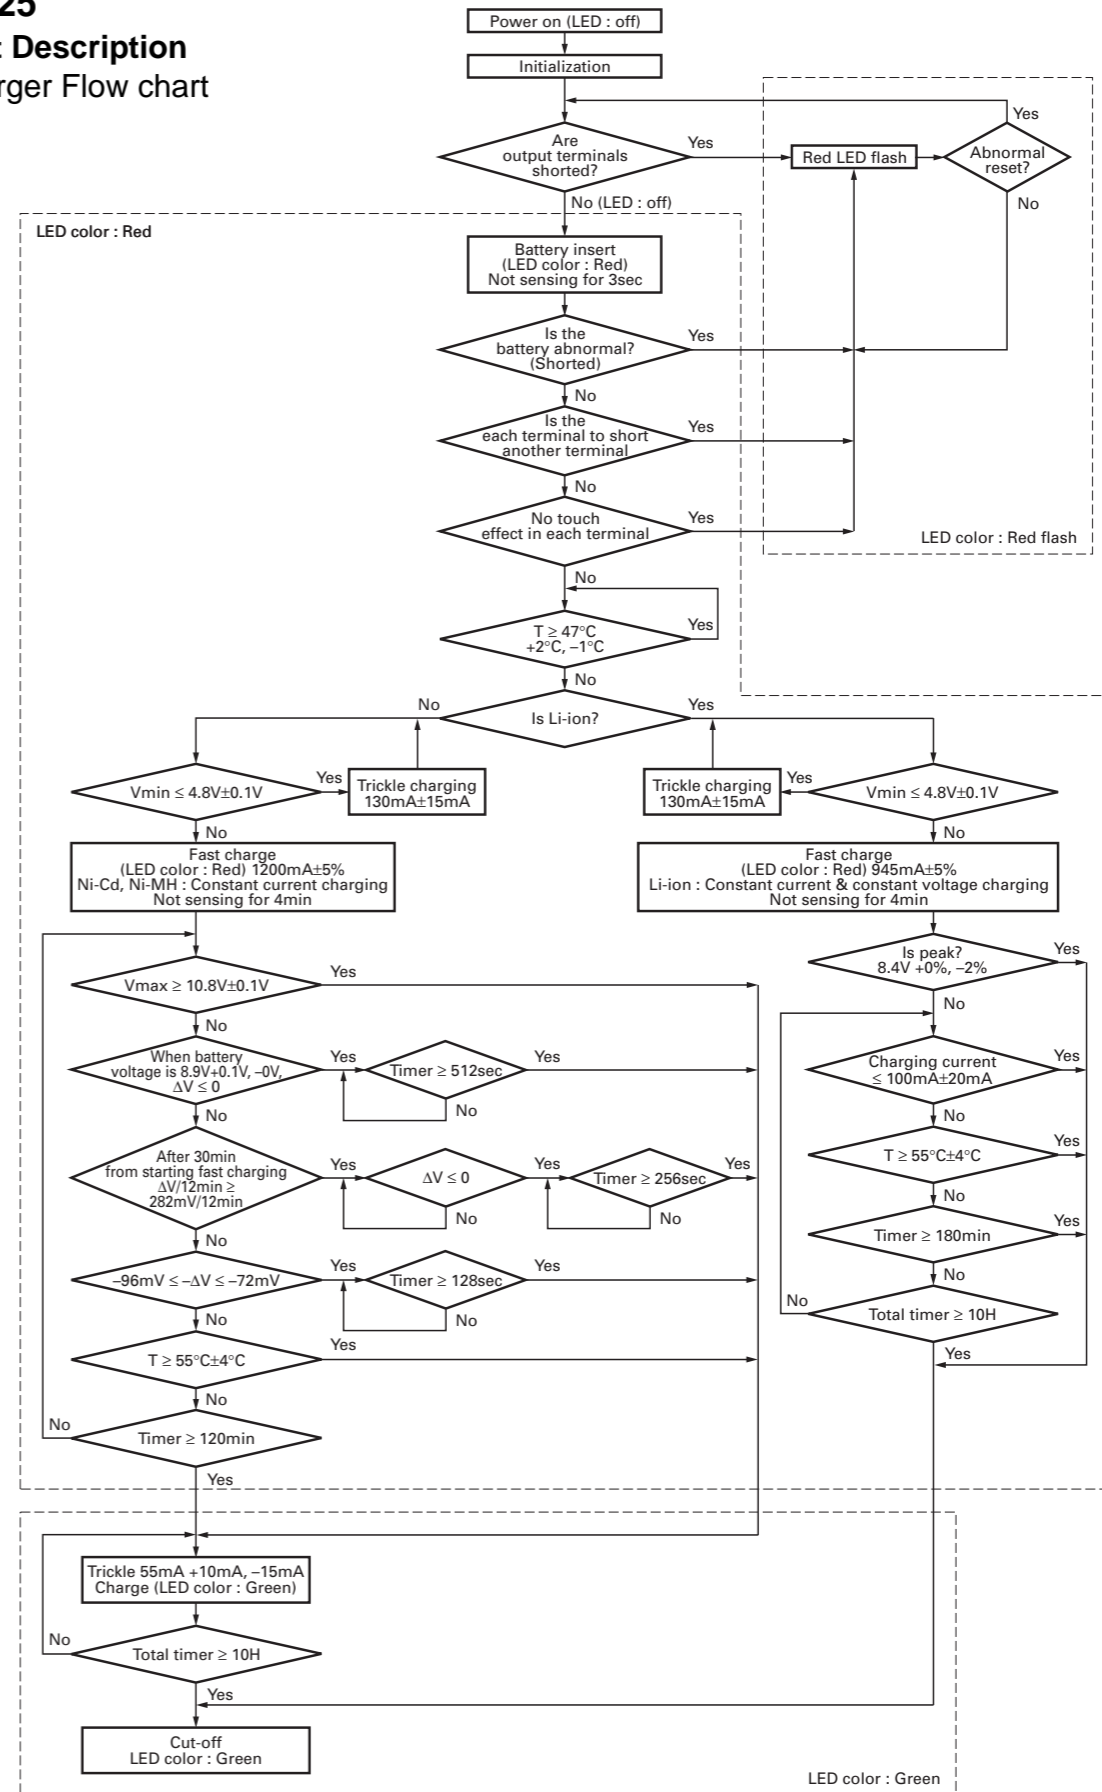 25
: Description
rger Flow chart
Power on (LED : off)
Initialization
Are
output terminals
shorted?
Yes
Red LED flash
Abnormal
reset?
Yes
No
No (LED : off)
LED color : Red
Battery insert
(LED color : Red)
Not sensing for 3sec
Is the
battery abnormal?
(Shorted)
Yes
No
Is the
each terminal to short
another terminal
Yes
No
No touch
effect in each terminal
Yes
LED color : Red flash
No
T ≥ 47°C
+2°C, –1°C
Yes
No
Is Li-ion?
No
Yes
Vmin ≤ 4.8V±0.1V
Yes
Trickle charging
130mA±15mA
No
Trickle charging
130mA±15mA
Yes
Vmin ≤ 4.8V±0.1V
No
Fast charge
(LED color : Red) 1200mA±5%
Ni-Cd, Ni-MH : Constant current charging
Not sensing for 4min
Fast charge
(LED color : Red) 945mA±5%
Li-ion : Constant current & constant voltage charging
Not sensing for 4min
Vmax ≥ 10.8V±0.1V
Yes
No
When battery
voltage is 8.9V+0.1V, –0V,
ΔV ≤ 0
Yes
Timer ≥ 512sec
Yes
No
No
After 30min
from starting fast charging
ΔV/12min ≥
282mV/12min
Yes
ΔV ≤ 0
Yes
Timer ≥ 256sec
Yes
No
No
No
–96mV ≤ –ΔV ≤ –72mV
Yes
Timer ≥ 128sec
Yes
No
No
T ≥ 55°C±4°C
Yes
No
Timer ≥ 120min
No
Yes
Is peak?
8.4V +0%, –2%
Yes
No
Charging current
≤ 100mA±20mA
Yes
No
T ≥ 55°C±4°C
Yes
No
Timer ≥ 180min
Yes
No
Total timer ≥ 10H
No
Yes
Trickle 55mA +10mA, –15mA
Charge (LED color : Green)
Total timer ≥ 10H
No
Yes
Cut-off
LED color : Green
LED color : Green